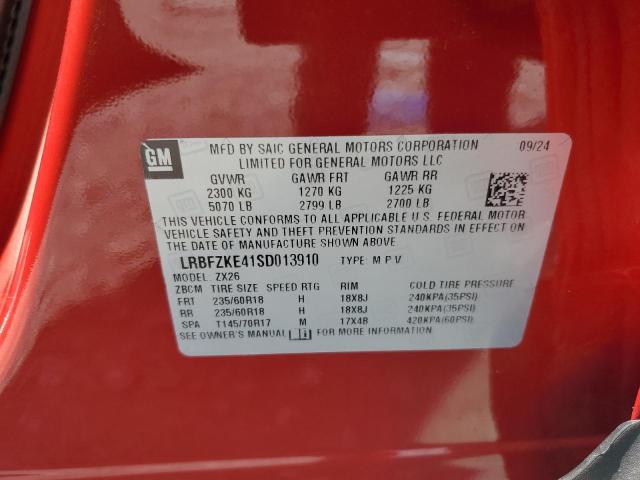 GM
MFD BY SAIC GENERAL MOTORS CORPORATION 09/24
LIMITED FOR GENERAL MOTORS LLC
GVWR GAWR FRT GAWR RR
2300 KG 1270 KG 1225 KG
5070 LB 2799 LB 2700 LB
THIS VEHICLE CONFORMS TO ALL APPLICABLE U.S. FEDERAL MOTOR
VEHICLE SAFETY AND THEFT PREVENTION STANDARDS IN EFFECT ON
THE DATE OF MANUFACTURE SHOWN ABOVE.
LRBFZKE41SD013910 TYPE: M P V
MODEL: ZX26
ZBCM TIRE SIZE SPEED RTG RIM COLD TIRE PRESSURE
FRT 235/60R18 H 18X8J 240KPA(35PSI)
RR 235/60R18 H 18X8J 240KPA(35PSI)
SPA T145/70R17 M 17X4B 420KPA(60PSI)
SEE OWNER'S MANUAL FOR MORE INFORMATION